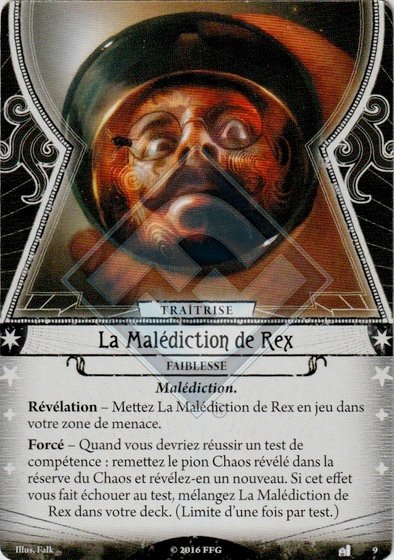 TRAÎTRISE
La Malédiction de Rex
FAIBLESSE
Malédiction.
Révélation – Mettez La Malédiction de Rex en jeu dans
votre zone de menace.
Forcé – Quand vous devriez réussir un test de
compétence : remettez le pion Chaos révélé dans la
réserve du Chaos et révélez-en un nouveau. Si cet effet
vous fait échouer au test, mélangez La Malédiction de
Rex dans votre deck. (Limite d'une fois par test.)
Illus. Falk
© 2016 FFG
9